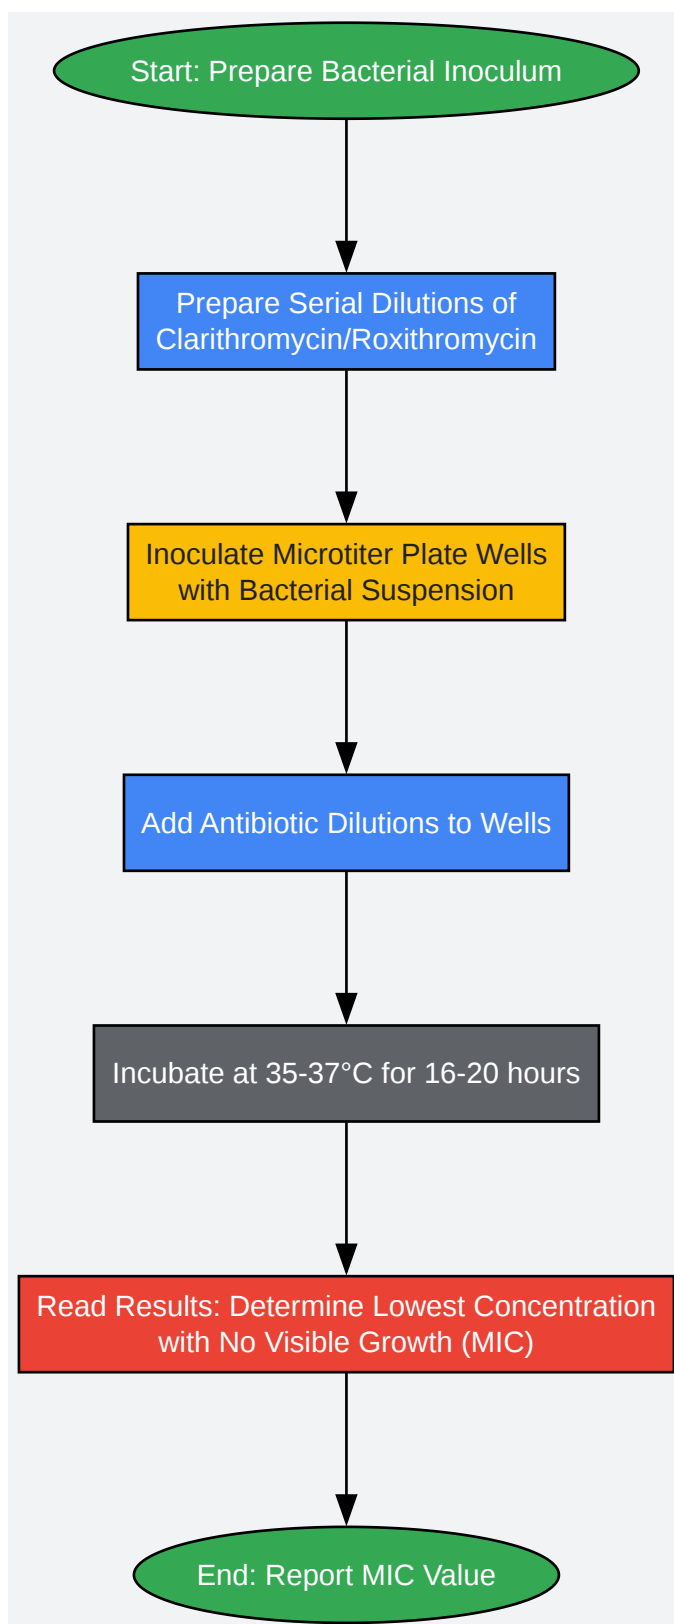 Start: Prepare Bacterial Inoculum
Prepare Serial Dilutions of
Clarithromycin/Roxithromycin
Inoculate Microtiter Plate Wells
with Bacterial Suspension
Add Antibiotic Dilutions to Wells
Incubate at 35-37°C for 16-20 hours
Read Results: Determine Lowest Concentration
with No Visible Growth (MIC)
End: Report MIC Value